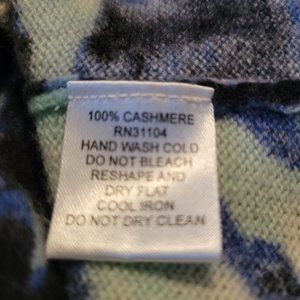 100% CASHMERE
RN31104
HAND WASH COLD
DO NOT BLEACH
RESHAPE AND
DRY FLAT
COOL IRON
DO NOT DRY CLEAN